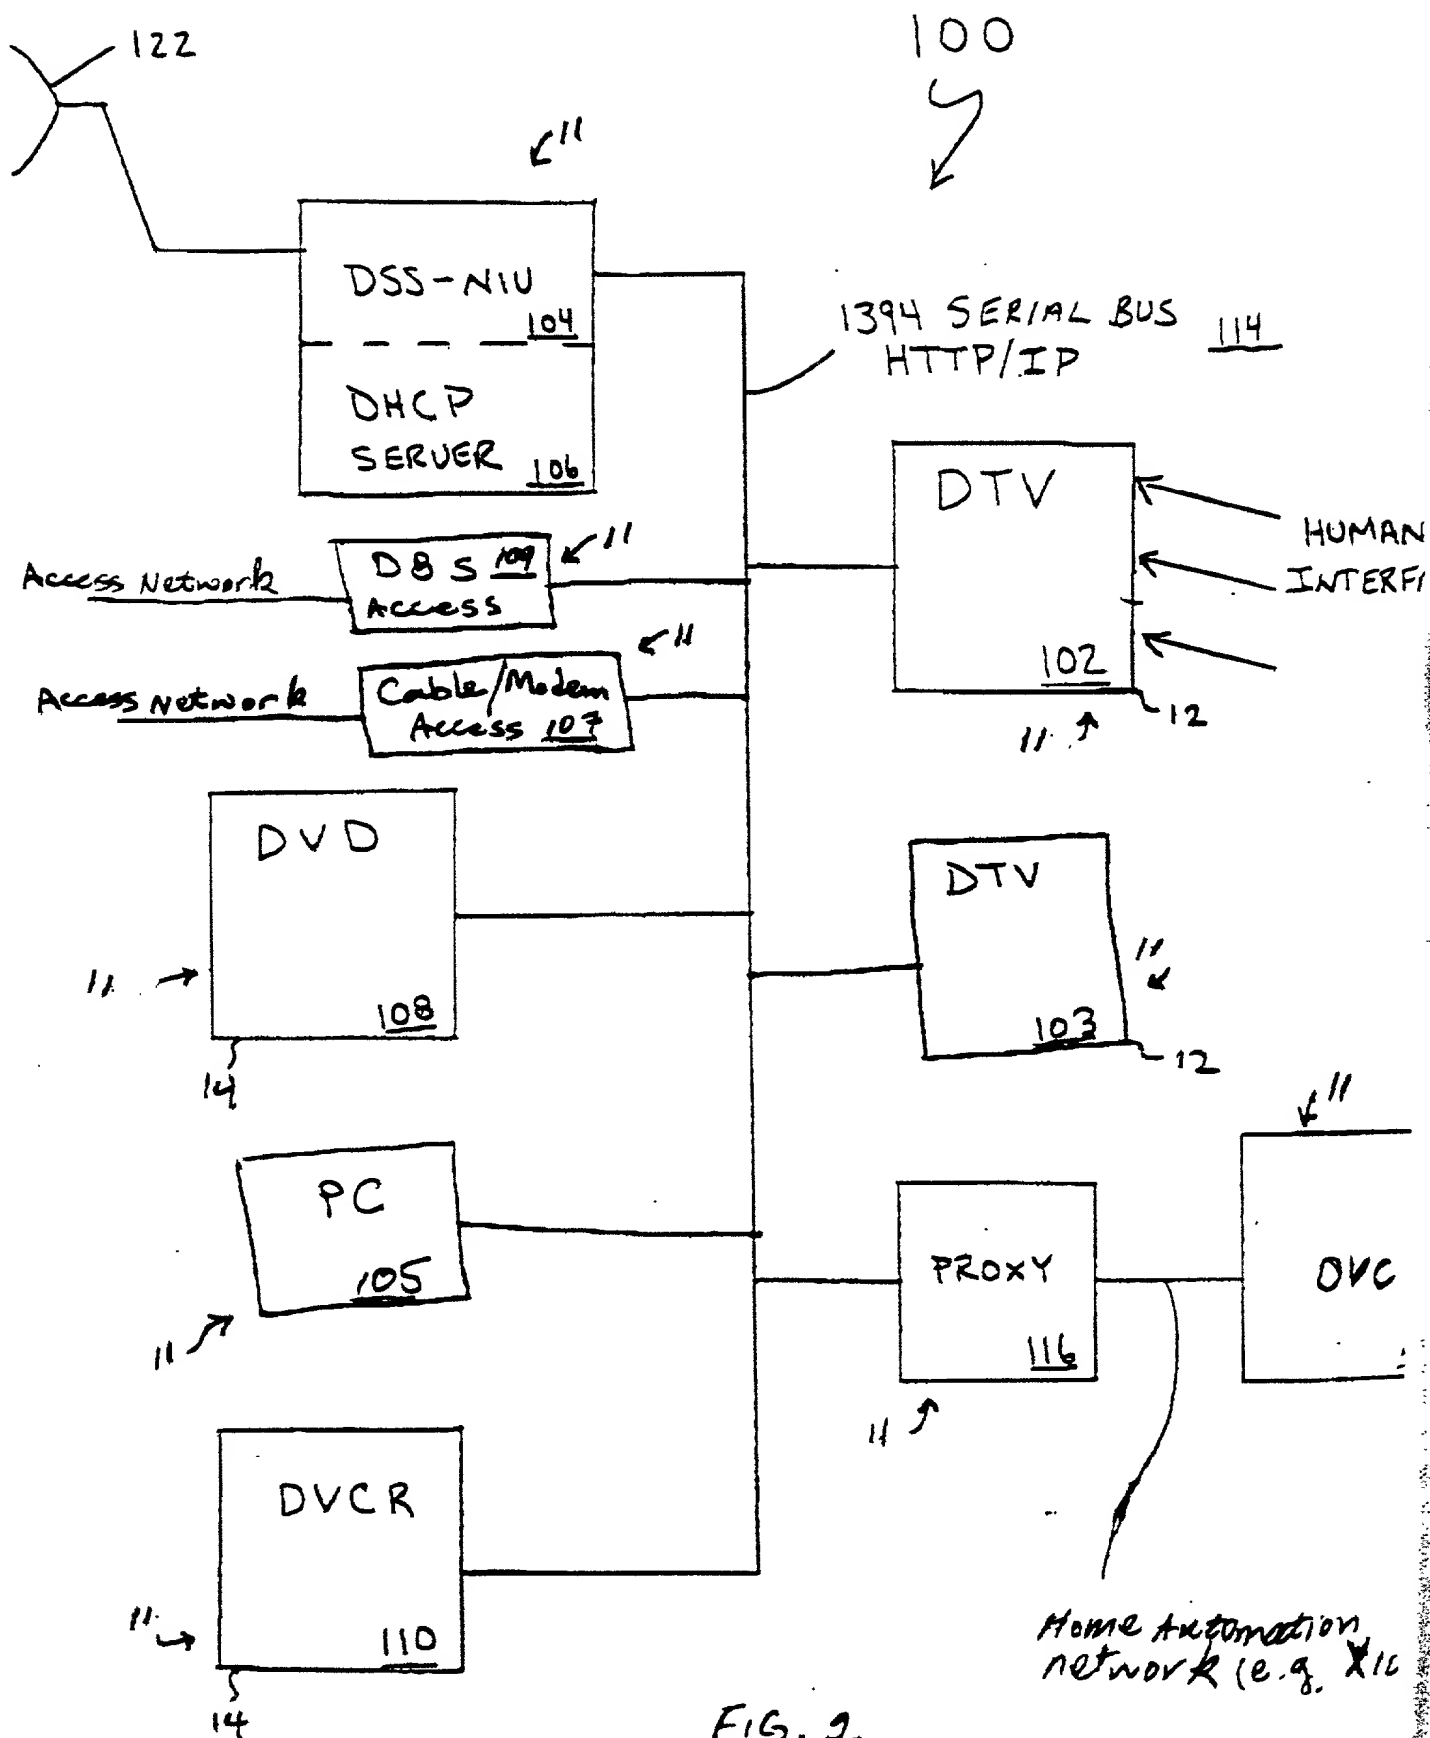 122
100
11
DSS-NIU
104
1394 SERIAL BUS
HTTP/IP
114
DHCP
SERVER
106
DTV
HUMAN
INTERF
102
12
11
Access Network
DBS 109
Access
11
Access Network
Cable/Modem
Access 107
11
DVD
108
11
14
DTV
103
11
12
PC
105
11
PROXY
116
11
11
DVCR
110
11
14
Home Automation
network (e.g.
FIG. 2